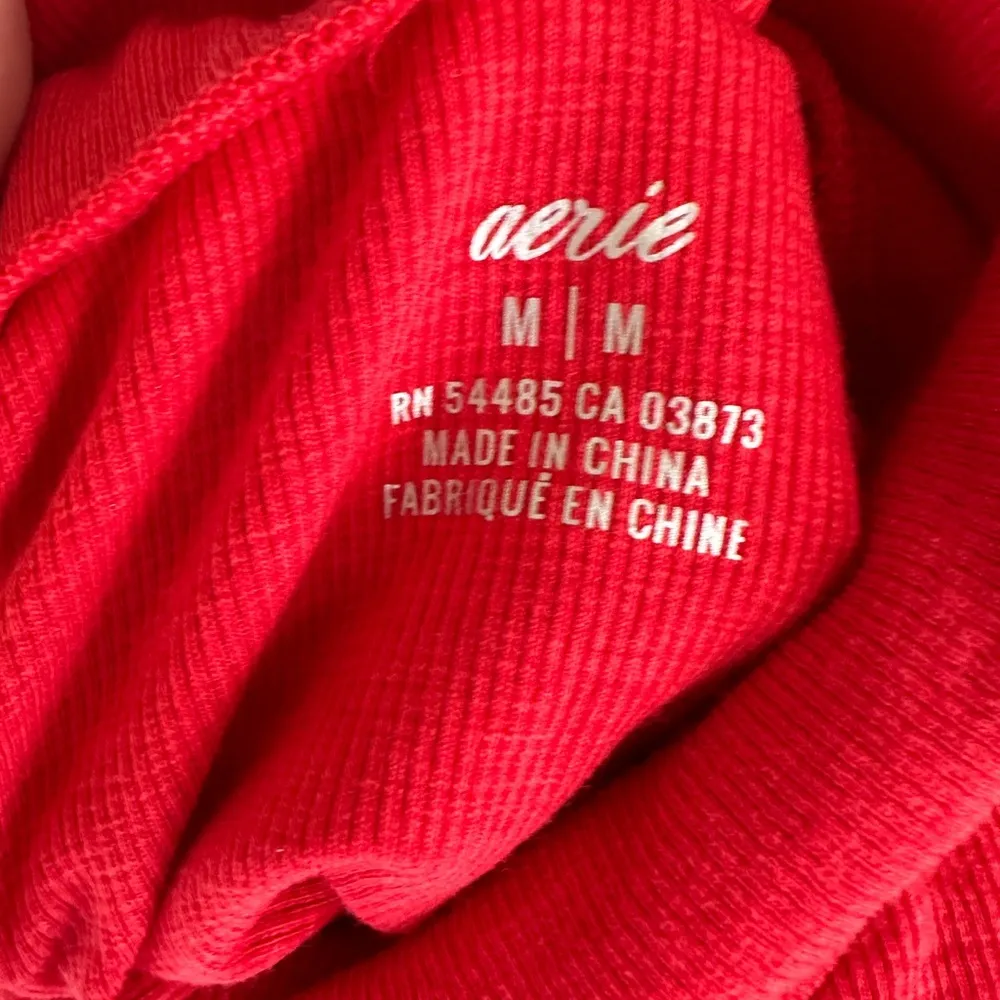 aerie
M | M
RN 54485 CA 03873
MADE IN CHINA
FABRIQUÉ EN CHINE